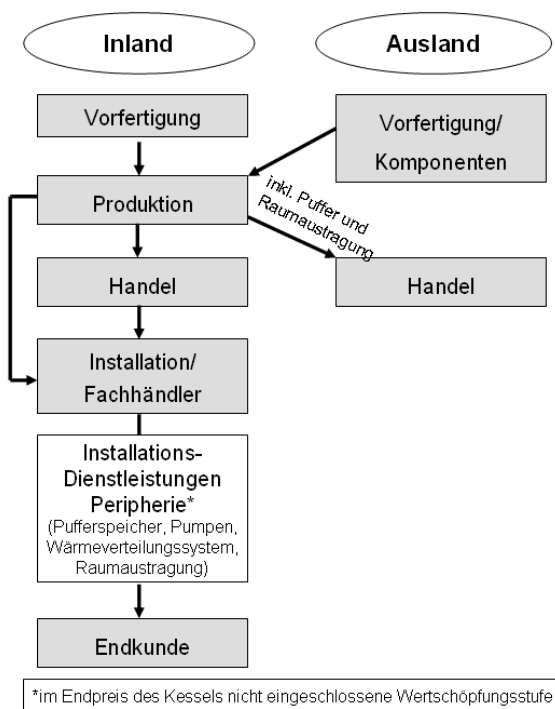 Inland
Ausland
Vorfertigung
Vorfertigung/
Komponenten
Produktion
inkl. Puffer und
Raumaustragung
Handel
Handel
Installation/
Fachhändler
Installations-
Dienstleistungen
Peripherie*
(Pufferspeicher, Pumpen,
Wärmeverteilungssystem,
Raumaustragung)
Endkunde
*im Endpreis des Kessels nicht eingeschlossene Wertschöpfungsstufe